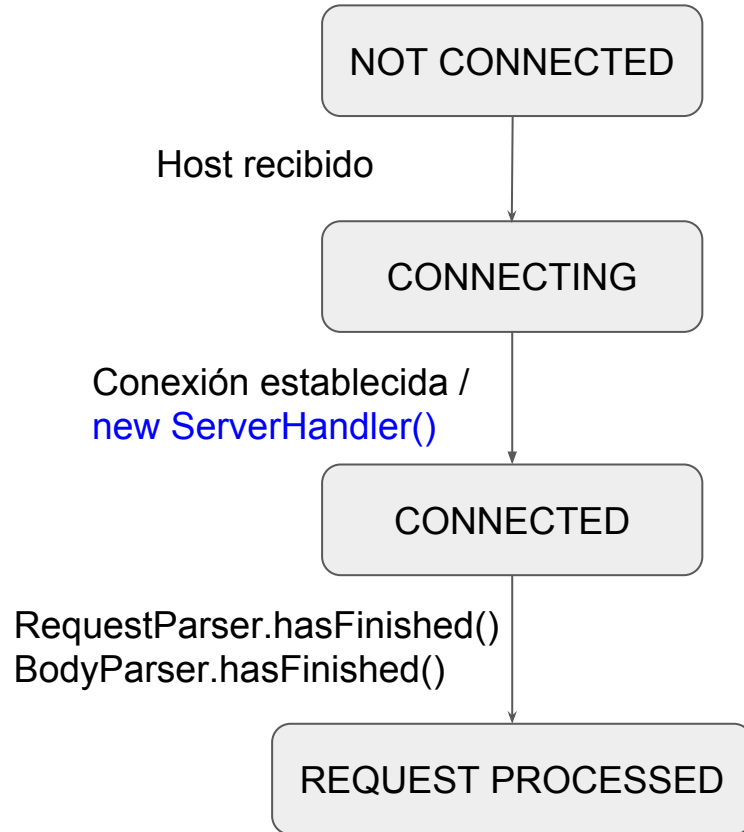 NOT CONNECTED
Host recibido
CONNECTING
Conexión establecida /
new ServerHandler()
CONNECTED
RequestParser.hasFinished()
BodyParser.hasFinished()
REQUEST PROCESSED